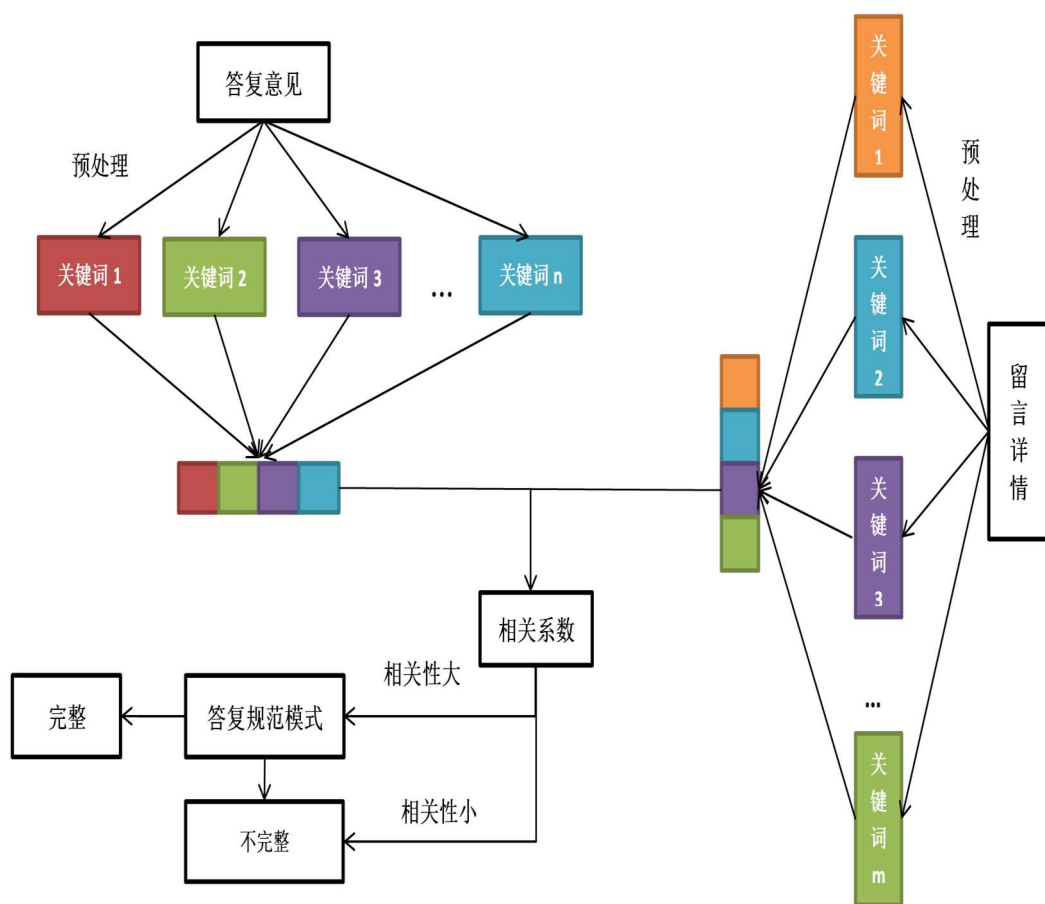 答复意见
预处理
关键词 1
关键词 2
关键词 3
...
关键词 n
相关系数
相关性大
答复规范模式
完整
相关性小
不完整
关键词1
关键词2
关键词3
...
关键词m
预处理
留言详情